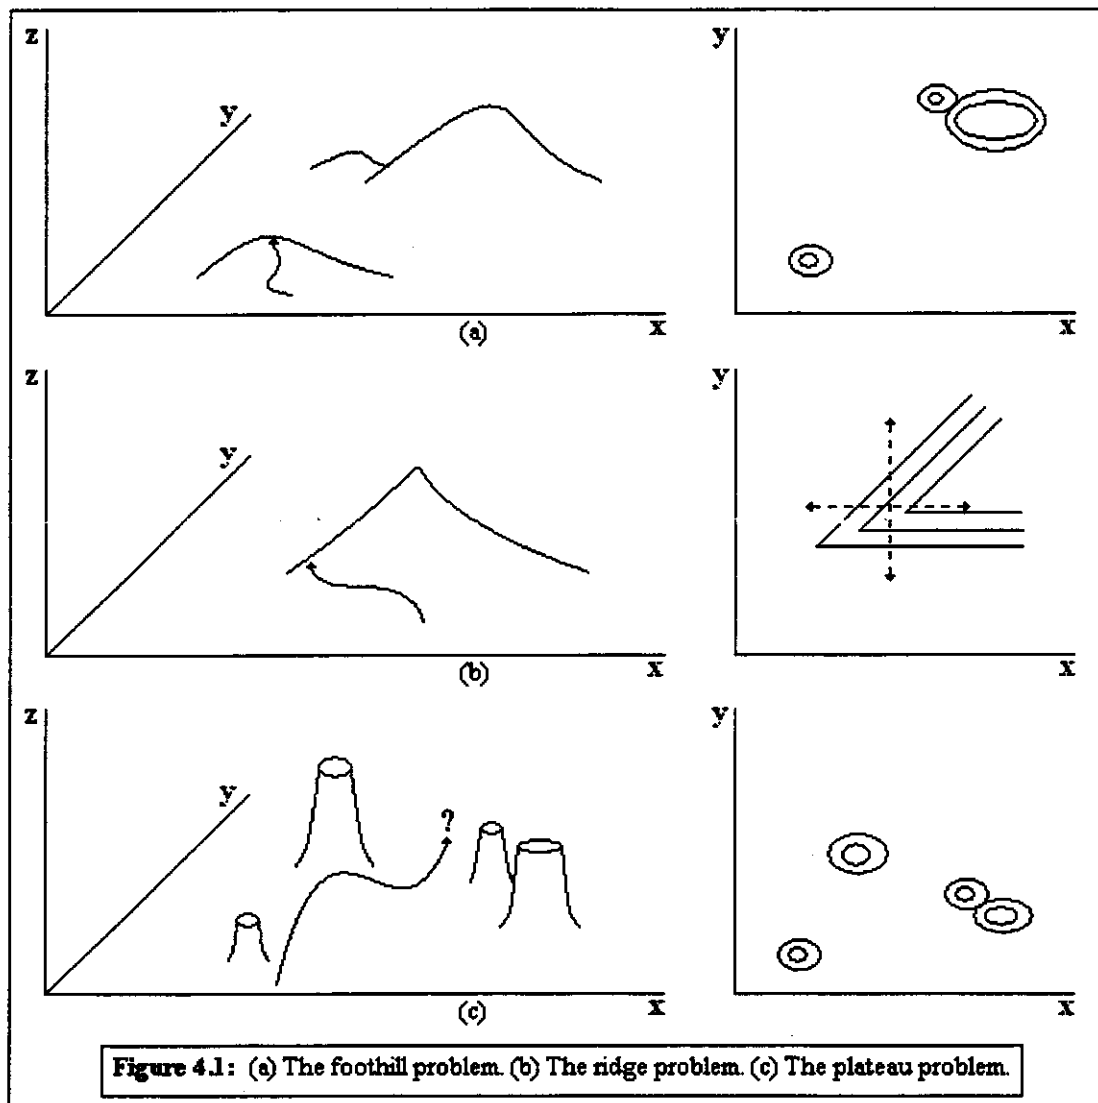 z
y
y
x
(a)
x
z
y
y
x
(b)
x
z
y
y
?
x
(c)
x
Figure 4.1: (a) The foothill problem. (b) The ridge problem. (c) The plateau problem.